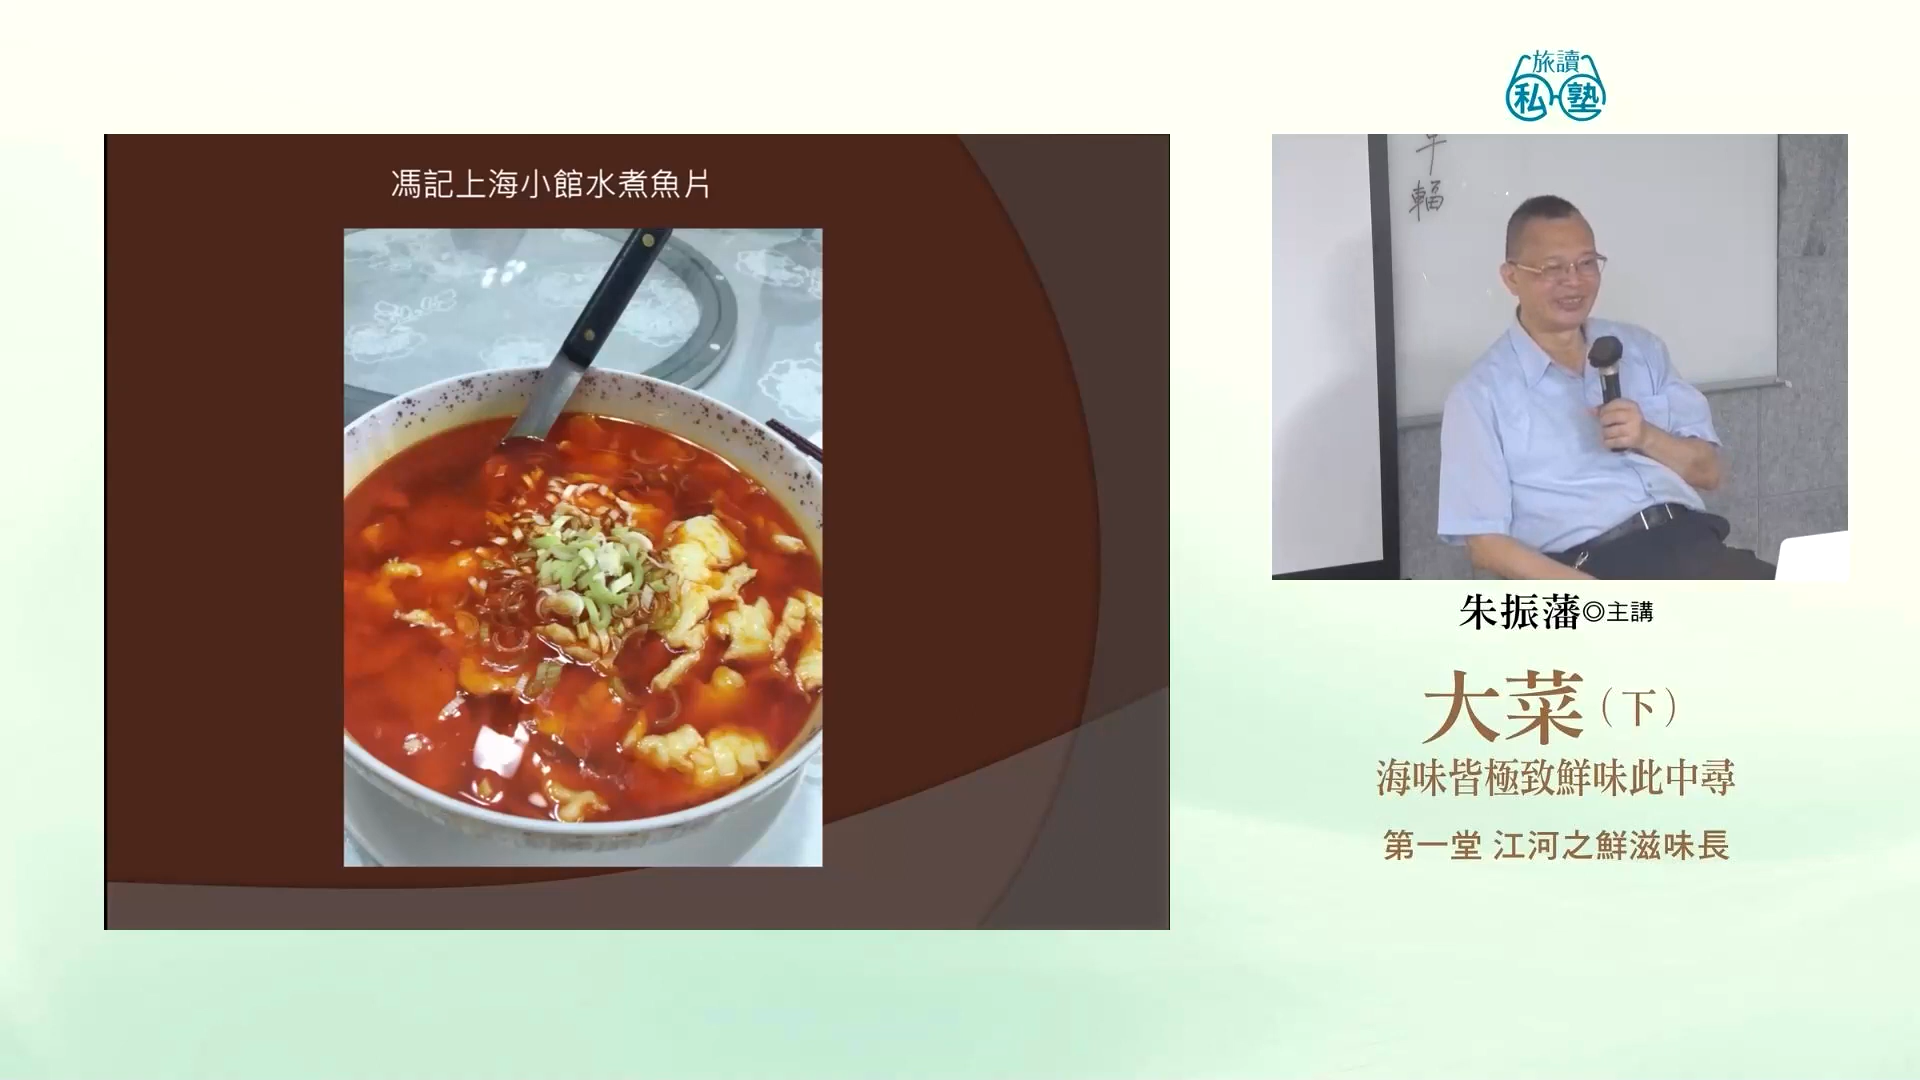 旅讀
私塾
馮記上海小館水煮魚片
輻
朱振藩◎主講
大菜（下）
海味皆極致鮮味此中尋
第一堂 江河之鮮滋味長